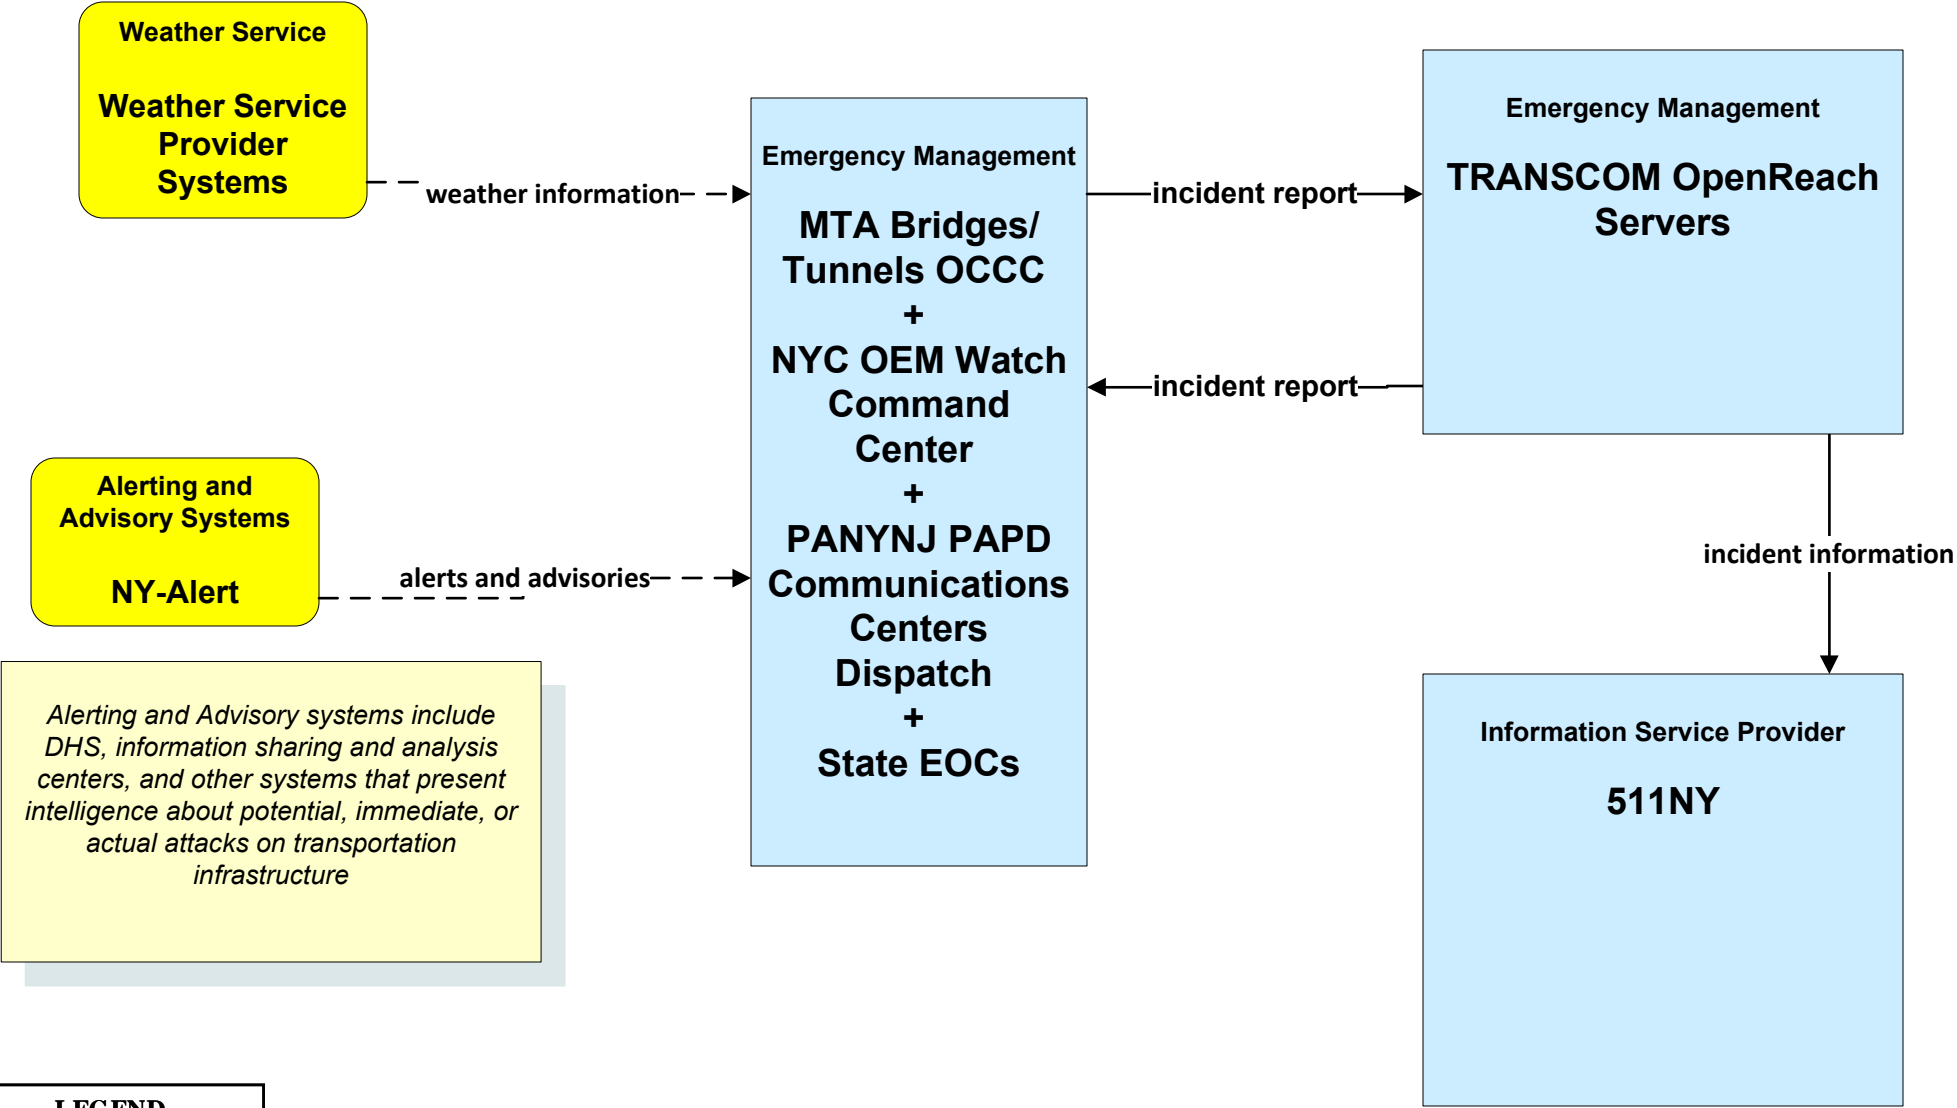 Weather Service
Weather Service
Provider
Systems
weather information
Alerting and
Advisory Systems
NY-Alert
alerts and advisories
Alerting and Advisory systems include
DHS, information sharing and analysis
centers, and other systems that present
intelligence about potential, immediate, or
actual attacks on transportation
infrastructure
Emergency Management
MTA Bridges/
Tunnels OCCC
+
NYC OEM Watch
Command
Center
+
PANYNJ PAPD
Communications
Centers
Dispatch
+
State EOCs
incident report
incident report
Emergency Management
TRANSCOM OpenReach
Servers
incident information
Information Service Provider
511NY
LEGEND